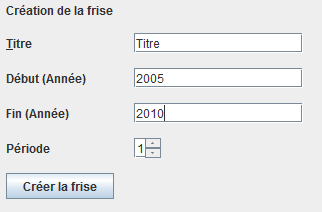 Création de la frise
Titre Titre
Début (Année) 2005
Fin (Année) 2010
Période 1
Créer la frise